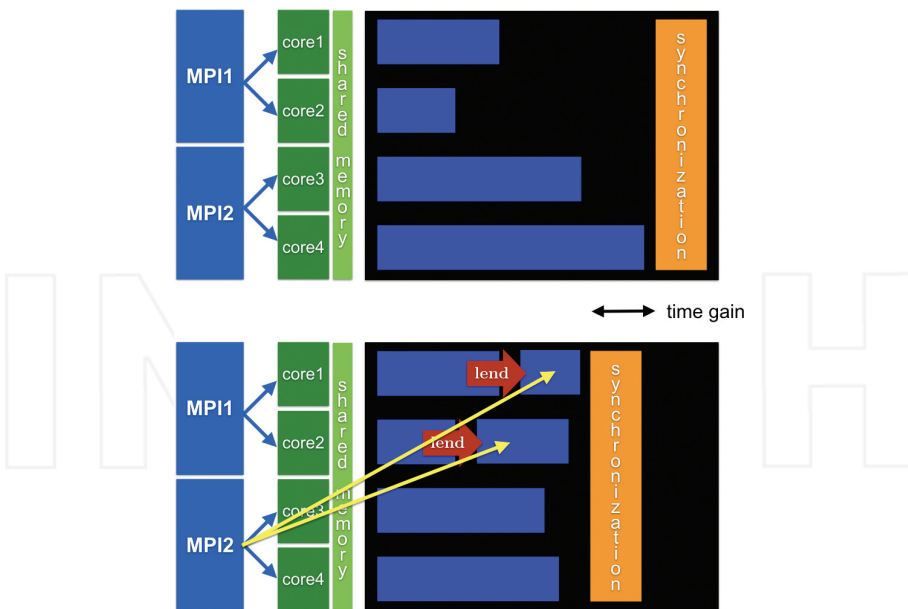 MPI1
core1
core2
MPI2
core3
core4
shared memory
synchronization
time gain
MPI1
core1
core2
MPI2
core3
core4
shared memory
lend
lend
synchronization